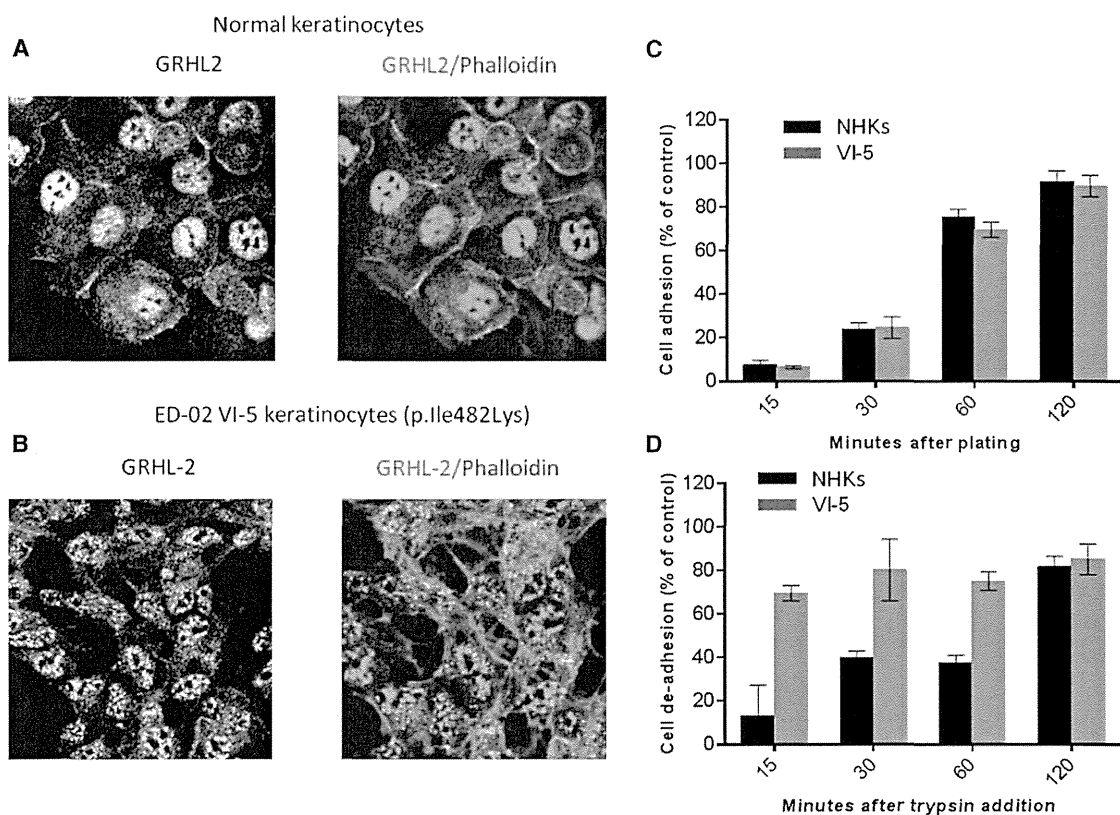 Normal keratinocytes
A
GRHL2
GRHL2/Phalloidin
ED-02 VI-5 keratinocytes (p.Ile482Lys)
B
GRHL-2
GRHL-2/Phalloidin
C
NHKs
VI-5
Cell adhesion (% of control)
120
100
80
60
40
20
0
15
30
60
120
Minutes after plating
D
NHKs
VI-5
Cell de-adhesion (% of control)
120
100
80
60
40
20
0
15
30
60
120
Minutes after trypsin addition